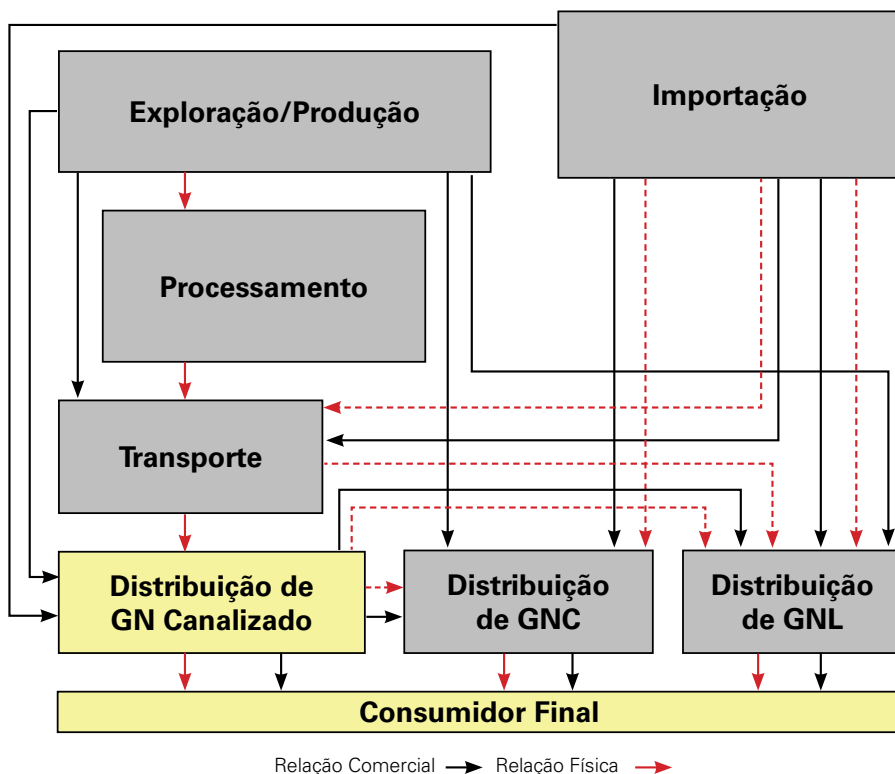 Importação
Exploração/Produção
Processamento
Transporte
Distribuição de
GN Canalizado
Distribuição
de GNC
Distribuição
de GNL
Consumidor Final
Relação Comercial
Relação Física